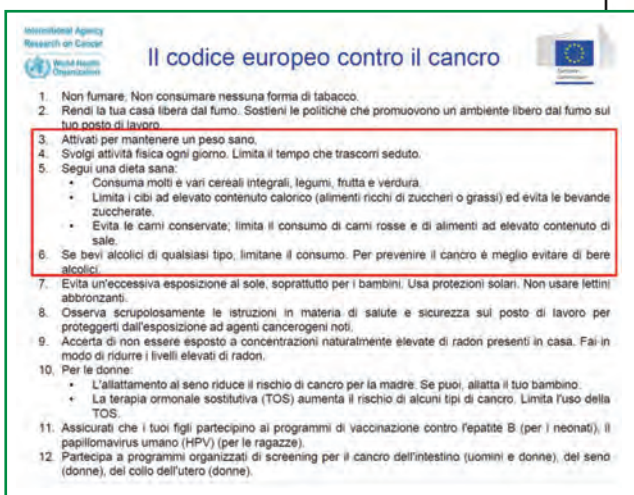 International Agency
Research on Cancer
World Health
Organization
Il codice europeo contro il cancro
European
Commission
1. Non fumare. Non consumare nessuna forma di tabacco.
2. Rendi la tua casa libera dal fumo. Sostieni le politiche che promuovono un ambiente libero dal fumo sul
tuo posto di lavoro.
3. Attivati per mantenere un peso sano.
4. Svolgi attività fisica ogni giorno. Limita il tempo che trascorri seduto.
5. Segui una dieta sana:
• Consuma molti e vari cereali integrali, legumi, frutta e verdura.
• Limita i cibi ad elevato contenuto calorico (alimenti ricchi di zuccheri o grassi) ed evita le bevande
zuccherate.
• Evita le carni conservate; limita il consumo di carni rosse e di alimenti ad elevato contenuto di
sale.
6. Se bevi alcolici di qualsiasi tipo, limitane il consumo. Per prevenire il cancro è meglio evitare di bere
alcolici.
7. Evita un'eccessiva esposizione al sole, soprattutto per i bambini. Usa protezioni solari. Non usare lettini
abbronzanti.
8. Osserva scrupolosamente le istruzioni in materia di salute e sicurezza sul posto di lavoro per
proteggerti dall'esposizione ad agenti cancerogeni noti.
9. Accerta di non essere esposto a concentrazioni naturalmente elevate di radon presenti in casa. Fai in
modo di ridurre i livelli elevati di radon.
10. Per le donne:
• L'allattamento al seno riduce il rischio di cancro per la madre. Se puoi, allatta il tuo bambino.
• La terapia ormonale sostitutiva (TOS) aumenta il rischio di alcuni tipi di cancro. Limita l'uso della
TOS.
11. Assicurati che i tuoi figli partecipino ai programmi di vaccinazione contro l'epatite B (per i neonati), il
papillomavirus umano (HPV) (per le ragazze).
12. Partecipa a programmi organizzati di screening per il cancro dell'intestino (uomini e donne), del seno
(donne), del collo dell'utero (donne).